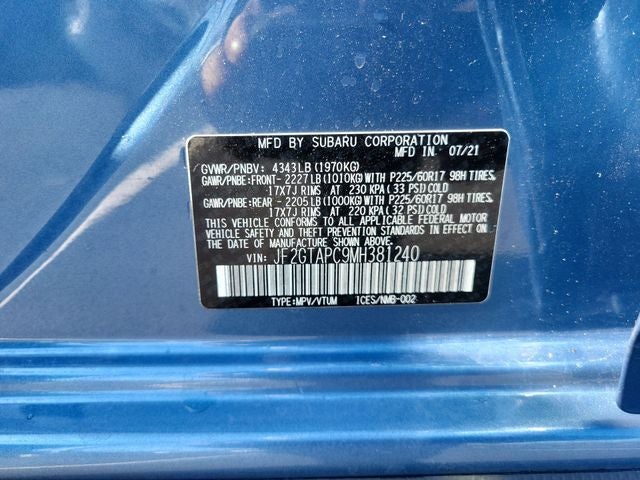 MFD BY SUBARU CORPORATION
MFD IN- 07/21
GVWR/PNBV: 4343LB(1970KG)
GAWR/PNBE:FRONT- 2227LB(1010KG)WITH P225/60R17 98H TIRES,
17X7J RIMS AT 230 KPA(33 PSI)COLD
GAWR/PNBE:REAR - 2205LB(1000KG)WITH P225/60R17 98H TIRES,
17X7J RIMS AT 220 KPA(32 PSI)COLD
THIS VEHICLE CONFORMS TO ALL APPLICABLE FEDERAL MOTOR
VEHICLE SAFETY AND THEFT PREVENTION STANDARDS IN EFFECT
ON THE DATE OF MANUFACTURE SHOWN ABOVE.
VIN: JF2GTAPC9MH381240
TYPE:MPV/VTUM ICES/NMB-002